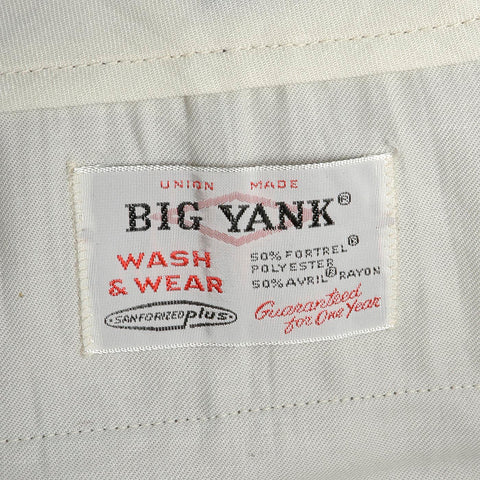 UNION MADE
BIG YANK®
WASH
& WEAR
50% FORTREL®
POLYESTER
50% AVRIL® RAYON
SANFORIZED plus
Guaranteed
for One Year